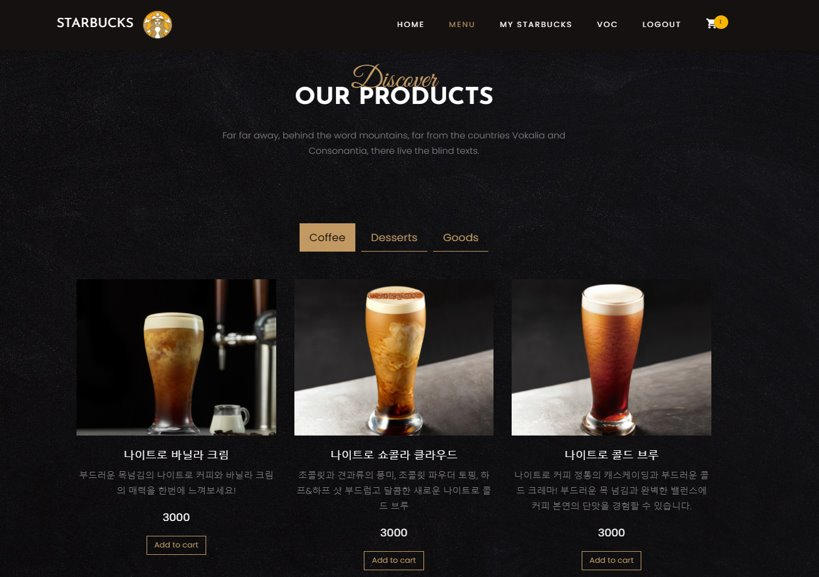 STARBUCKS
HOME MENU MY STARBUCKS VOC LOGOUT 1
Discover
OUR PRODUCTS
Far far away, behind the word mountains, far from the countries Vokalia and
Consonantia, there live the blind texts.
Coffee Desserts Goods
나이트로 바닐라 크림
부드러운 목넘김의 나이트로 커피와 바닐라 크림
의 매력을 한번에 느껴보세요!
3000
Add to cart
나이트로 쇼콜라 클라우드
초콜릿과 견과류의 풍미, 초콜릿 파우더 토핑, 하
프&하프 샷 부드럽고 달콤한 새로운 나이트로 콜
드 브루
3000
Add to cart
나이트로 콜드 브루
나이트로 커피 정통의 캐스케이딩과 부드러운 콜
드 크레마! 부드러운 목 넘김과 완벽한 밸런스에
커피 본연의 단맛을 경험할 수 있습니다.
3000
Add to cart